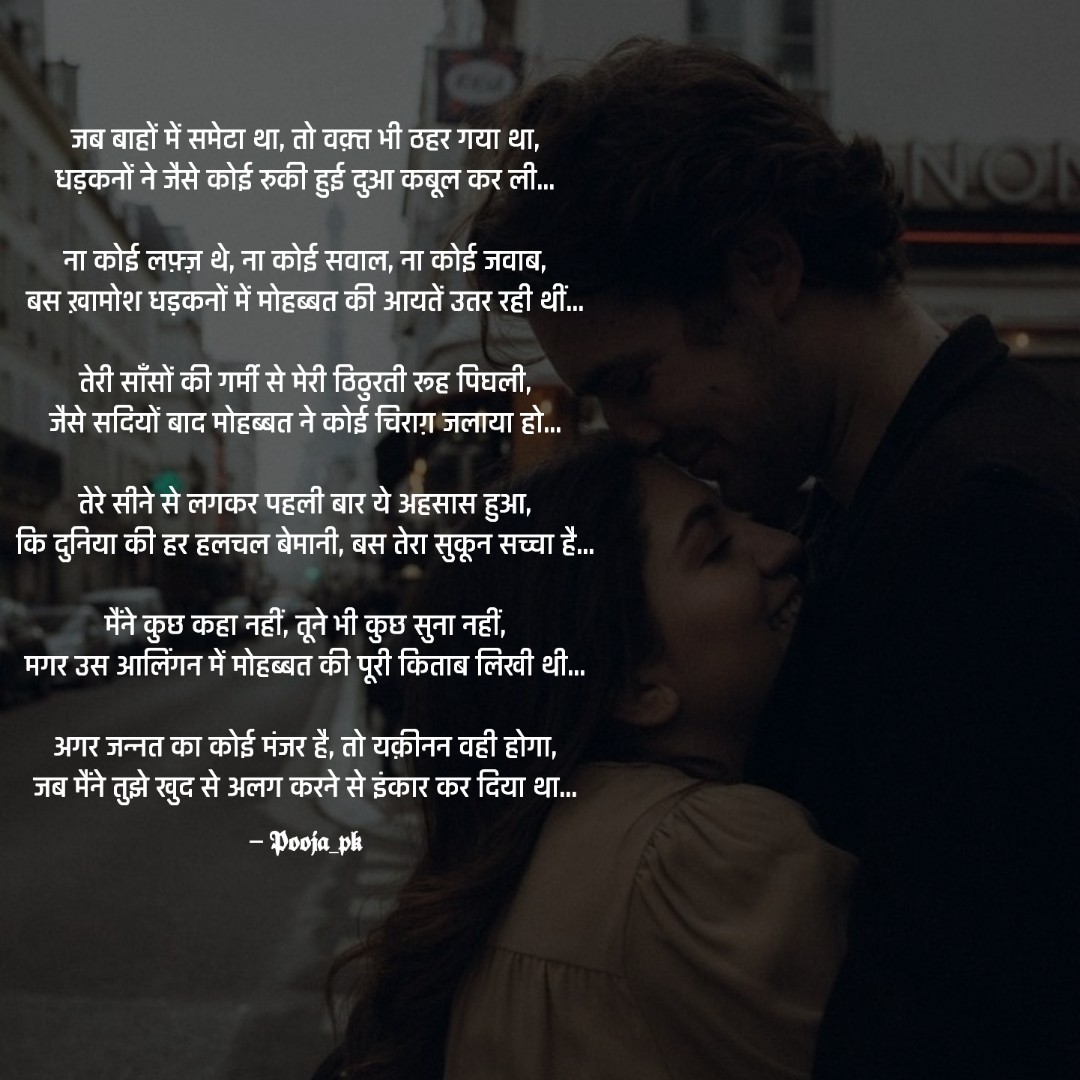 जब बाहों में समेटा था, तो वक़्त भी ठहर गया था,
धड़कनों ने जैसे कोई रुकी हुई दुआ कबूल कर ली...
ना कोई लफ़्ज़ थे, ना कोई सवाल, ना कोई जवाब,
बस ख़ामोश धड़कनों में मोहब्बत की आयतें उतर रही थीं...
तेरी साँसों की गर्मी से मेरी ठिठुरती रूह पिघली,
जैसे सदियों बाद मोहब्बत ने कोई चिराग़ जलाया हो...
तेरे सीने से लगकर पहली बार ये अहसास हुआ,
कि दुनिया की हर हलचल बेमानी, बस तेरा सुकून सच्चा है...
मैंने कुछ कहा नहीं, तूने भी कुछ सुना नहीं,
मगर उस आलिंगन में मोहब्बत की पूरी किताब लिखी थी...
अगर जन्नत का कोई मंजर है, तो यक़ीनन वही होगा,
जब मैंने तुझे खुद से अलग करने से इंकार कर दिया था...
– Pooja_pk
NON